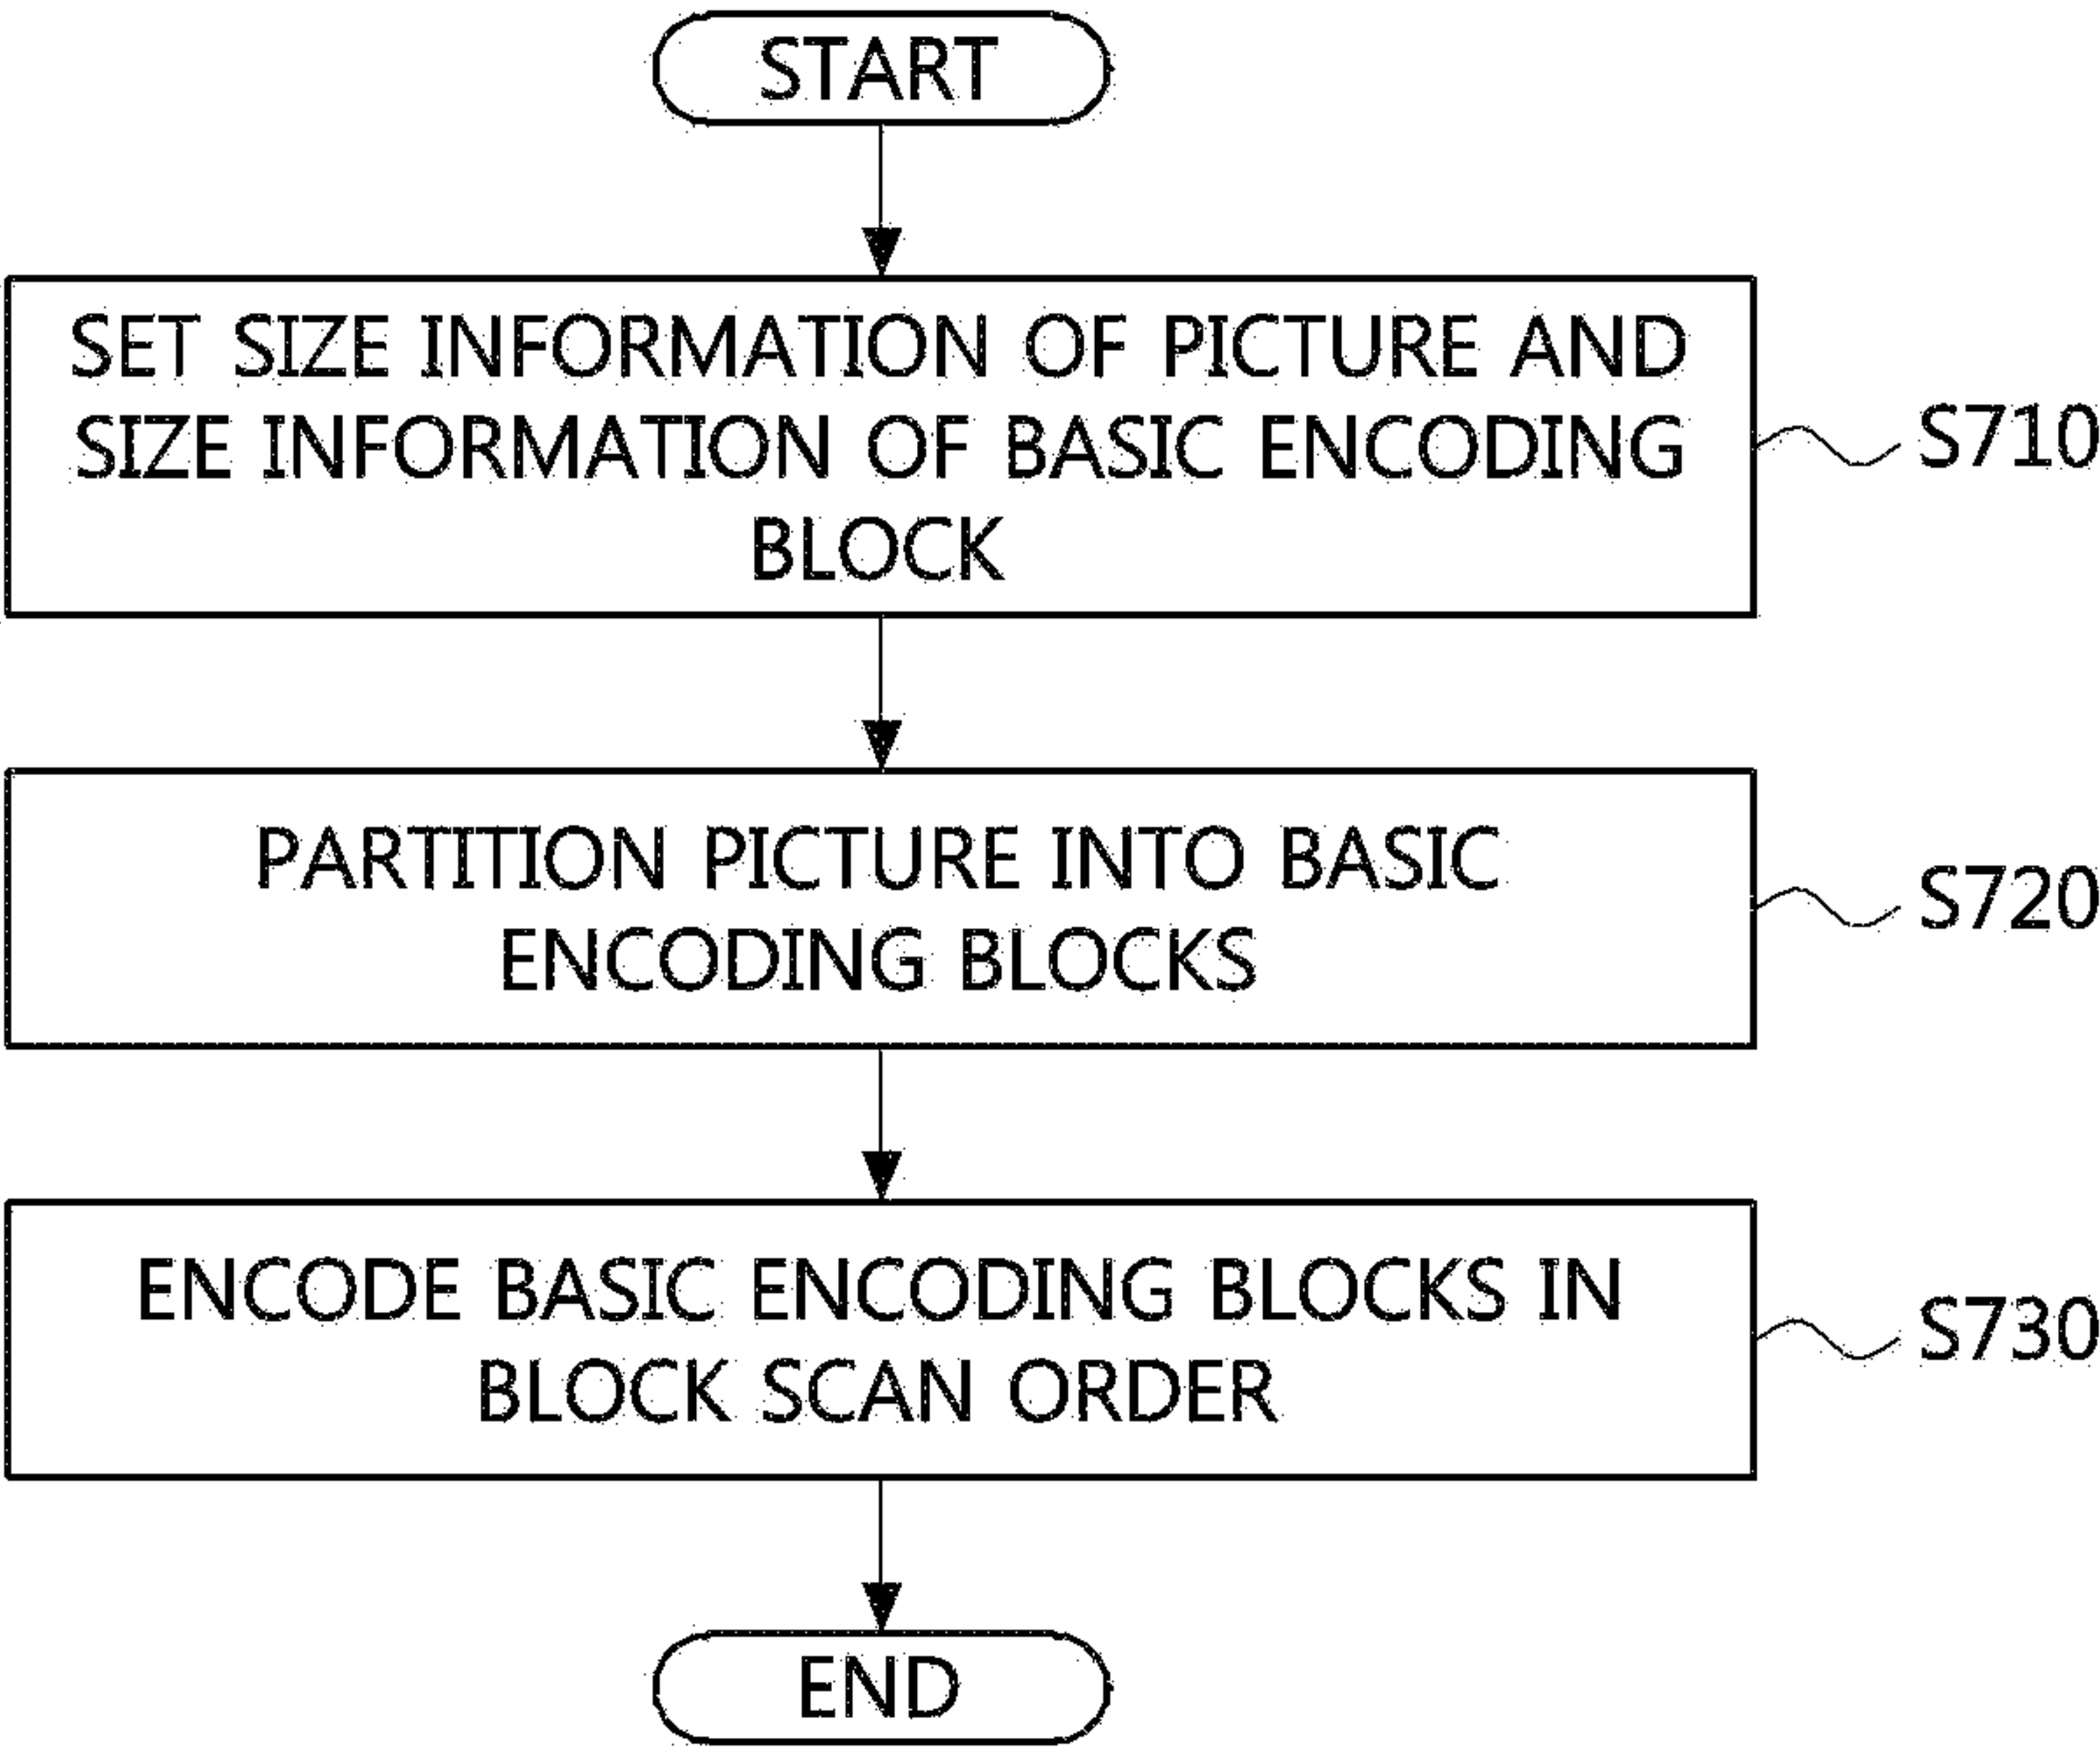 START
SET SIZE INFORMATION OF PICTURE AND
SIZE INFORMATION OF BASIC ENCODING
BLOCK
S710
PARTITION PICTURE INTO BASIC
ENCODING BLOCKS
S720
ENCODE BASIC ENCODING BLOCKS IN
BLOCK SCAN ORDER
S730
END